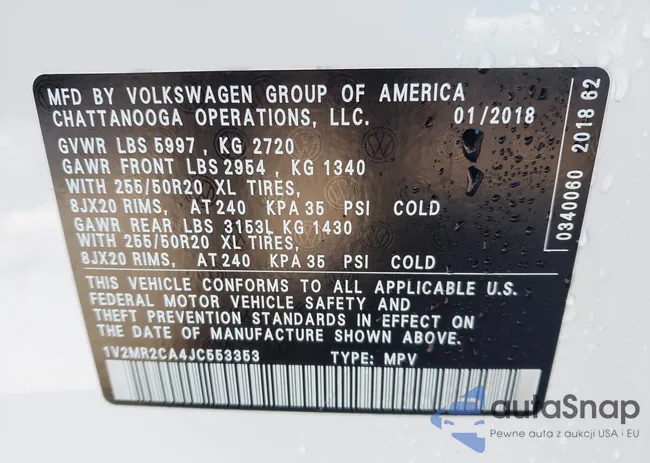 MFD BY VOLKSWAGEN GROUP OF AMERICA
CHATTANOOGA OPERATIONS, LLC. 01/2018
GVWR LBS 5997 , KG 2720
GAWR FRONT LBS 2954 , KG 1340
WITH 255/50R20 XL TIRES,
8JX20 RIMS, AT 240 KPA 35 PSI COLD
GAWR REAR LBS 3153L KG 1430
WITH 255/50R20 XL TIRES,
8JX20 RIMS, AT 240 KPA 35 PSI COLD
THIS VEHICLE CONFORMS TO ALL APPLICABLE U.S.
FEDERAL MOTOR VEHICLE SAFETY AND
THEFT PREVENTION STANDARDS IN EFFECT ON
THE DATE OF MANUFACTURE SHOWN ABOVE.
1V2MR2CA4JC553353 TYPE: MPV
0340060 2018 62
autaSnap
Pewne auta z aukcji USA i EU